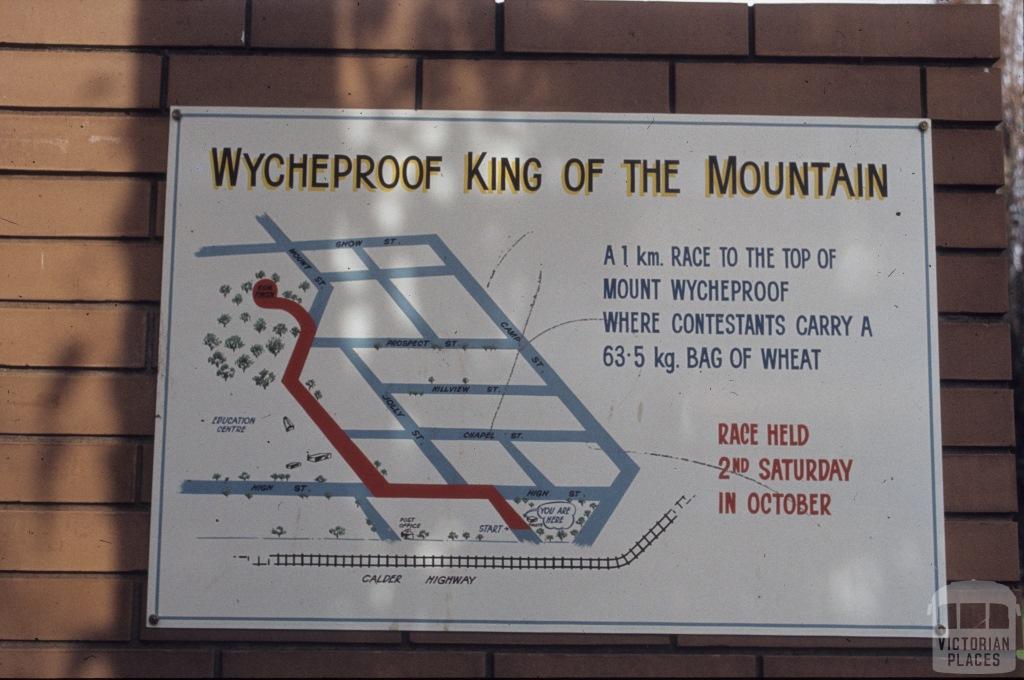 WYCHEPROOF KING OF THE MOUNTAIN
A 1 km. RACE TO THE TOP OF
MOUNT WYCHEPROOF
WHERE CONTESTANTS CARRY A
63·5 kg. BAG OF WHEAT
RACE HELD
2ND SATURDAY
IN OCTOBER
SHOW ST.
MOUNT ST.
CAMP ST.
PROSPECT ST.
HILLVIEW ST.
JOLLY ST.
CHAPEL ST.
EDUCATION
CENTRE
HIGH ST.
HIGH ST.
YOU ARE
HERE
POST
OFFICE
START
CALDER HIGHWAY
VICTORIAN
PLACES